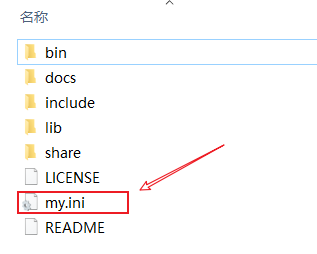 名称
bin
docs
include
lib
share
LICENSE
my.ini
README